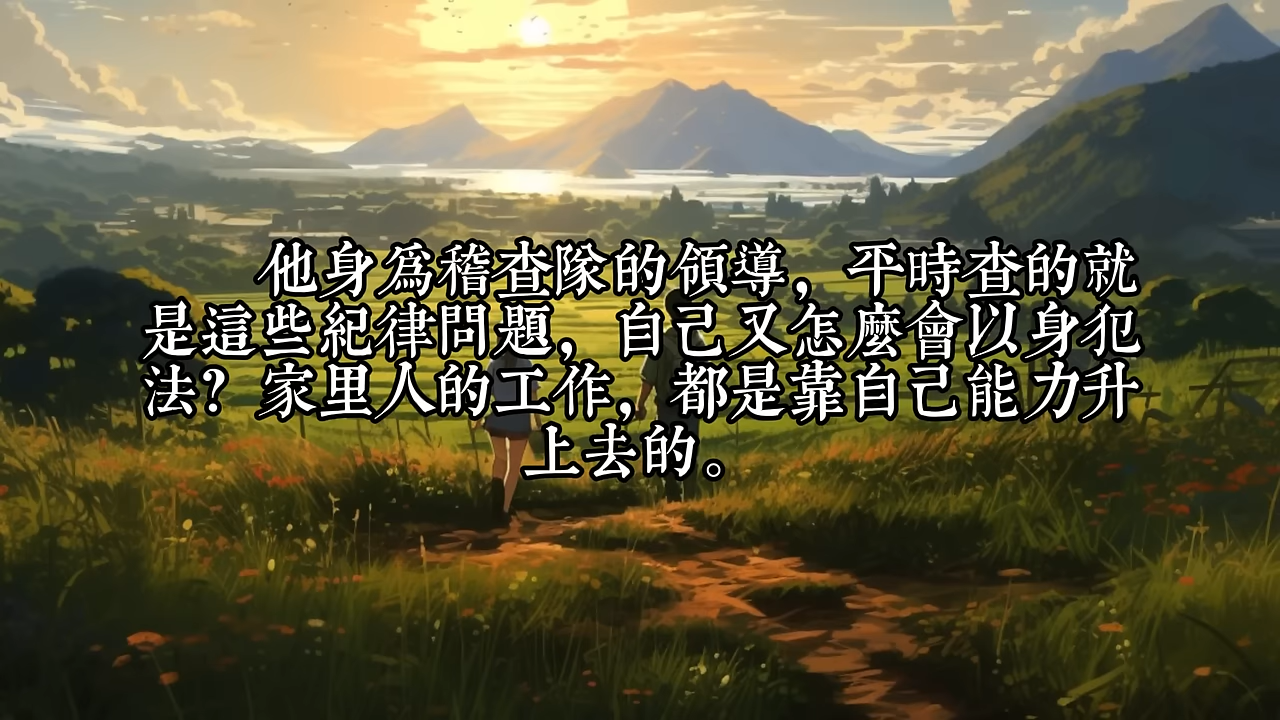 他身爲稽查隊的領導，平時查的就
是這些紀律問題，自己又怎麼會以身犯
法？家里人的工作，都是靠自己能力升
上去的。